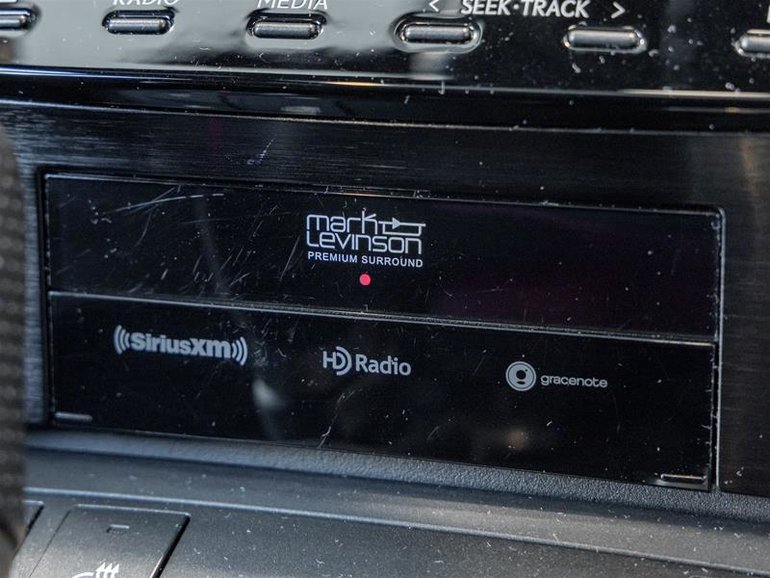 RADIO MEDIA < SEEK·TRACK >
mark
Levinson
PREMIUM SURROUND
((SiriusXM))
HD Radio
gracenote